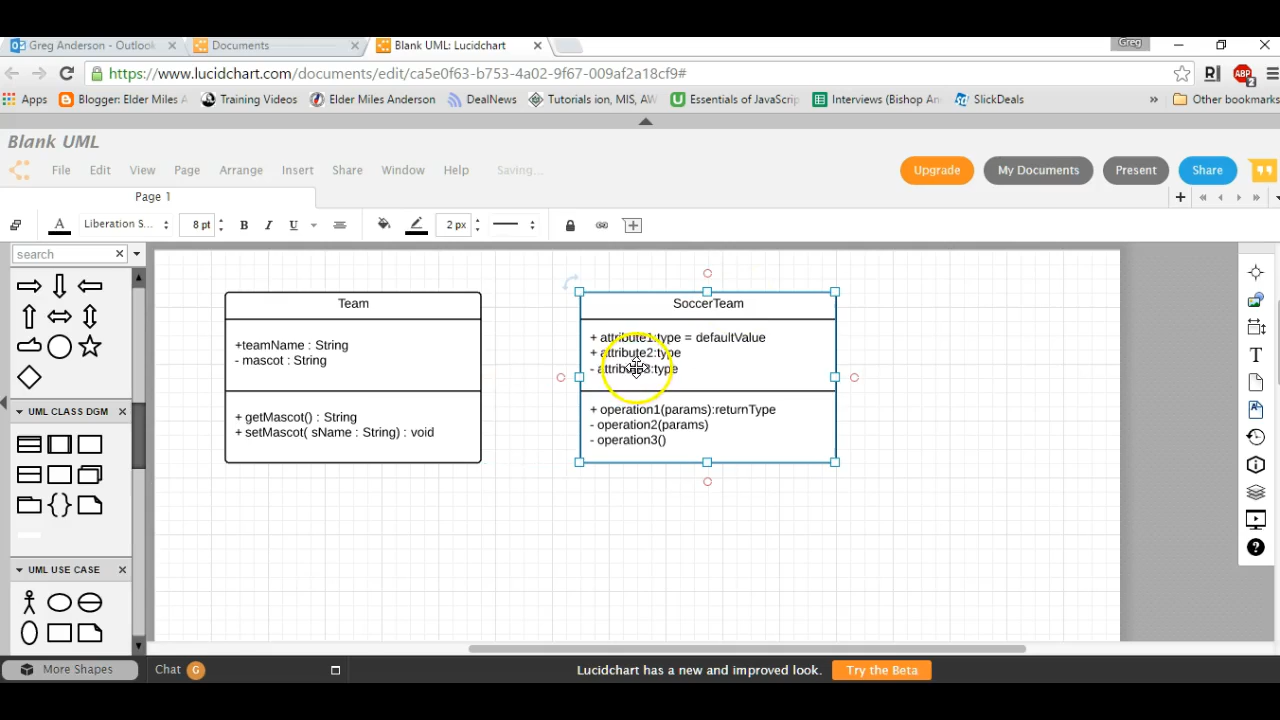 Greg Anderson - Outlook
Documents
Blank UML: Lucidchart
Greg
https://www.lucidchart.com/documents/edit/ca5e0f63-b753-4a02-9f67-009af2a18cf9#
ABP
2
Apps
Blogger: Elder Miles A
Training Videos
Elder Miles Anderson
DealNews
Tutorials ion, MIS, AW
Essentials of JavaScrip
Interviews (Bishop An
SlickDeals
»
Other bookmarks
Blank UML
File
Edit
View
Page
Arrange
Insert
Share
Window
Help
Saving...
Upgrade
My Documents
Present
Share
Page 1
Liberation S...
8 pt
B
I
U
2 px
search
Team
+teamName : String
- mascot : String
+ getMascot() : String
+ setMascot( sName : String) : void
SoccerTeam
+ attribute1:type = defaultValue
+ attribute2:type
- attribute3:type
+ operation1(params):returnType
- operation2(params)
- operation3()
UML CLASS DGM
UML USE CASE
More Shapes
Chat
G
Lucidchart has a new and improved look.
Try the Beta